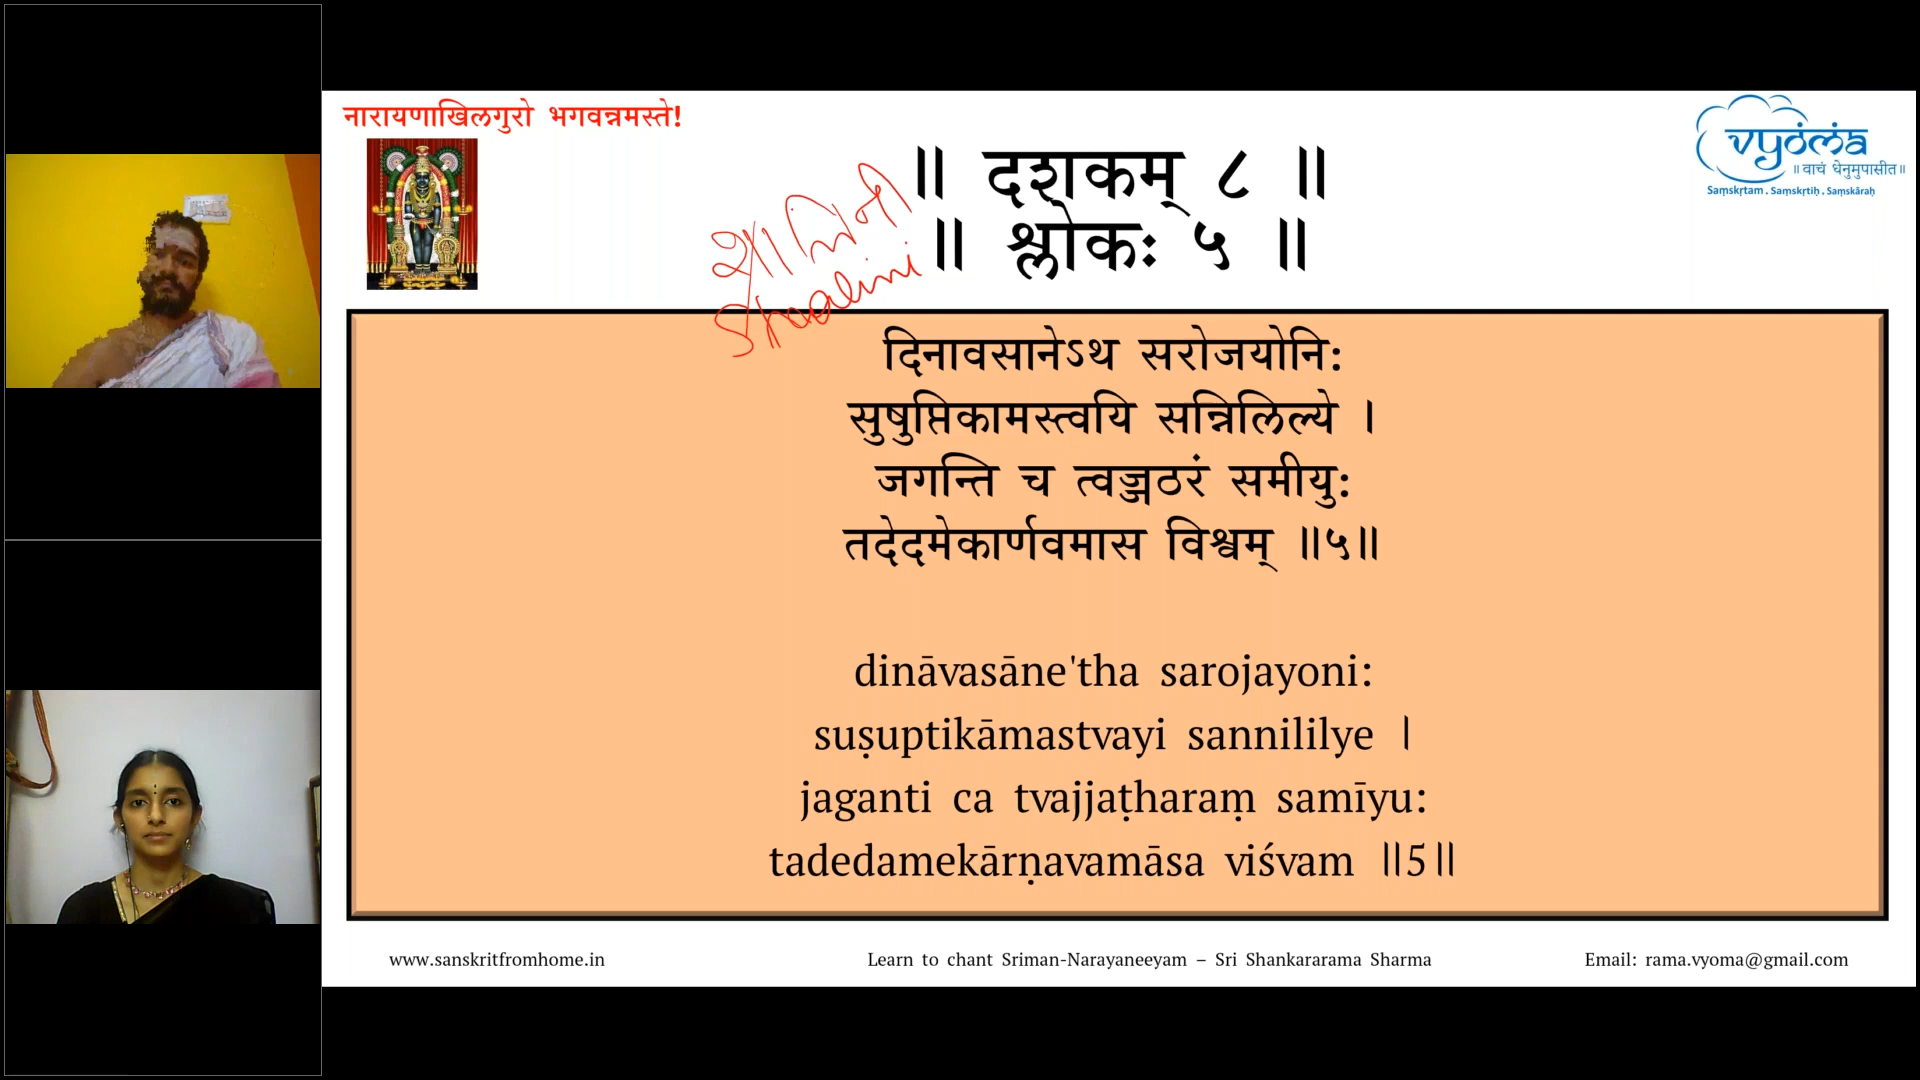 नारायणाखिलगुरो भगवन्नमस्ते!
॥ दशकम् ८ ॥
॥ श्लोकः ५ ॥
शालिनी
Shaalini
vyoma
॥ वाचं धेनुमुपासीत॥
Saṃskṛtam . Saṃskṛtiḥ . Saṃskāraḥ
दिनावसानेऽथ सरोजयोनि:
सुषुप्तिकामस्त्वयि सन्निलिल्ये ।
जगन्ति च त्वज्जठरं समीयु:
तदेदमेकार्णवमास विश्वम् ॥५॥
dināvasāne'tha sarojayoni:
suṣuptikāmastvayi sannililye ।
jaganti ca tvajjaṭharaṃ samīyu:
tadedamekārṇavamāsa viśvam ॥5॥
www.sanskritfromhome.in
Learn to chant Sriman-Narayaneeyam – Sri Shankararama Sharma
Email: rama.vyoma@gmail.com